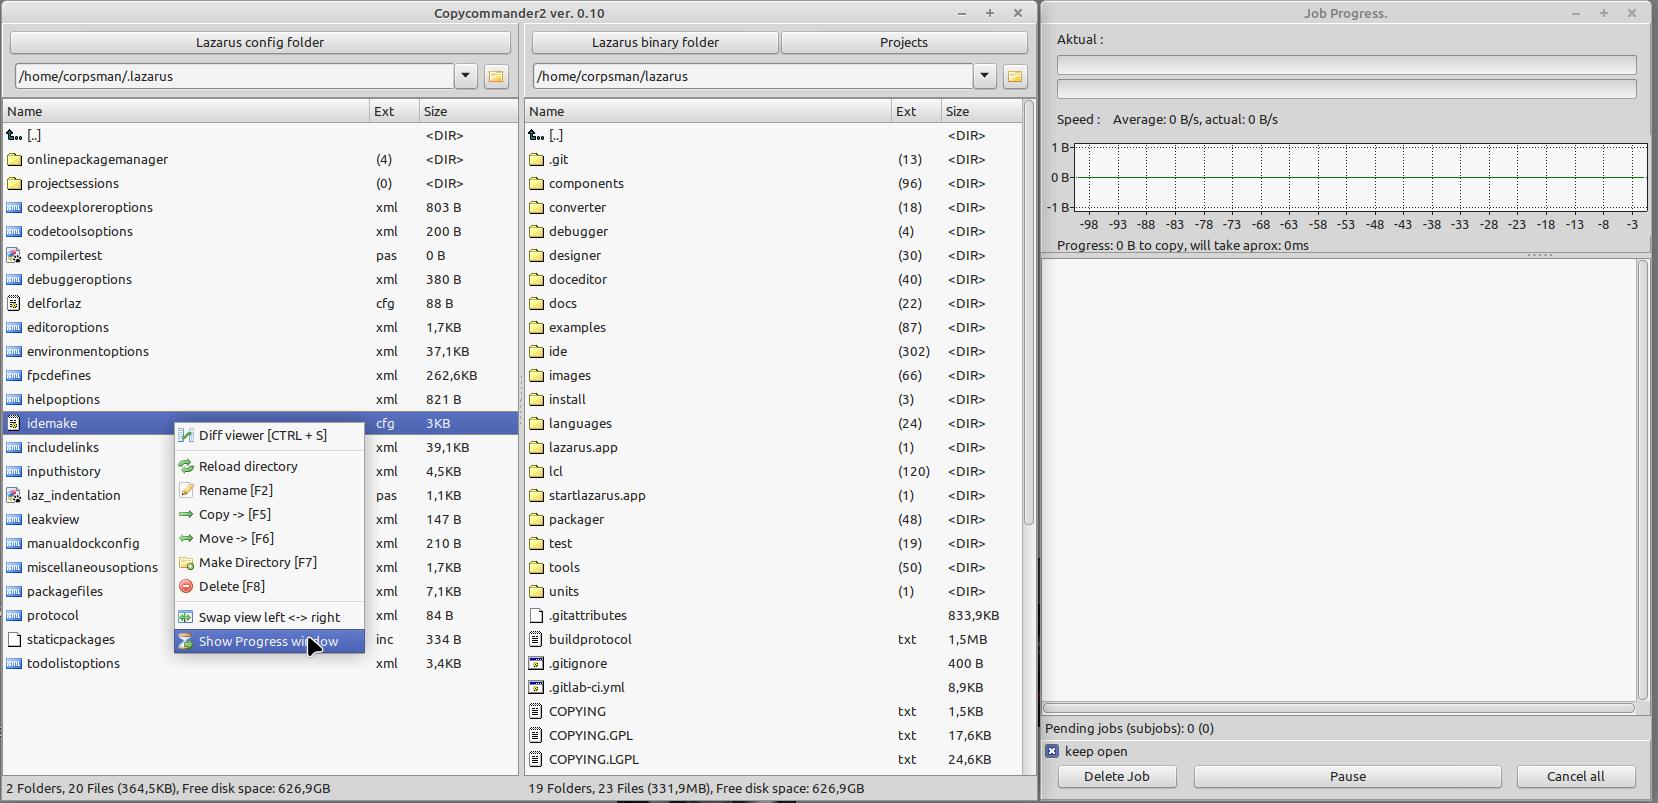 Copycommander2 ver. 0.10
Lazarus config folder
Lazarus binary folder Projects
/home/corpsman/.lazarus
/home/corpsman/lazarus
Name Ext Size
[..] <DIR>
onlinepackagemanager (4) <DIR>
projectsessions (0) <DIR>
codeexploreroptions xml 803 B
codetoolsoptions xml 200 B
compilertest pas 0 B
debuggeroptions xml 380 B
delforlaz cfg 88 B
editoroptions xml 1,7KB
environmentoptions xml 37,1KB
fpcdefines xml 262,6KB
helpoptions xml 821 B
idemake cfg 3KB
includelinks xml 39,1KB
inputhistory xml 4,5KB
laz_indentation pas 1,1KB
leakview xml 147 B
manualdockconfig xml 210 B
miscellaneousoptions xml 1,7KB
packagefiles xml 7,1KB
protocol xml 84 B
staticpackages inc 334 B
todolistoptions xml 3,4KB
Diff viewer [CTRL + S]
Reload directory
Rename [F2]
Copy -> [F5]
Move -> [F6]
Make Directory [F7]
Delete [F8]
Swap view left <-> right
Show Progress window
2 Folders, 20 Files (364,5KB), Free disk space: 626,9GB
Name Ext Size
[..] <DIR>
.git (13) <DIR>
components (96) <DIR>
converter (18) <DIR>
debugger (4) <DIR>
designer (30) <DIR>
doceditor (40) <DIR>
docs (22) <DIR>
examples (87) <DIR>
ide (302) <DIR>
images (66) <DIR>
install (3) <DIR>
languages (24) <DIR>
lazarus.app (1) <DIR>
lcl (120) <DIR>
startlazarus.app (1) <DIR>
packager (48) <DIR>
test (19) <DIR>
tools (50) <DIR>
units (1) <DIR>
.gitattributes 833,9KB
buildprotocol txt 1,5MB
.gitignore 400 B
.gitlab-ci.yml 8,9KB
COPYING txt 1,5KB
COPYING.GPL txt 17,6KB
COPYING.LGPL txt 24,6KB
19 Folders, 23 Files (331,9MB), Free disk space: 626,9GB
Job Progress.
Aktual :
Speed : Average: 0 B/s, actual: 0 B/s
1 B
0 B
-1 B
-98 -93 -88 -83 -78 -73 -68 -63 -58 -53 -48 -43 -38 -33 -28 -23 -18 -13 -8 -3
Progress: 0 B to copy, will take aprox: 0ms
Pending jobs (subjobs): 0 (0)
keep open
Delete Job Pause Cancel all